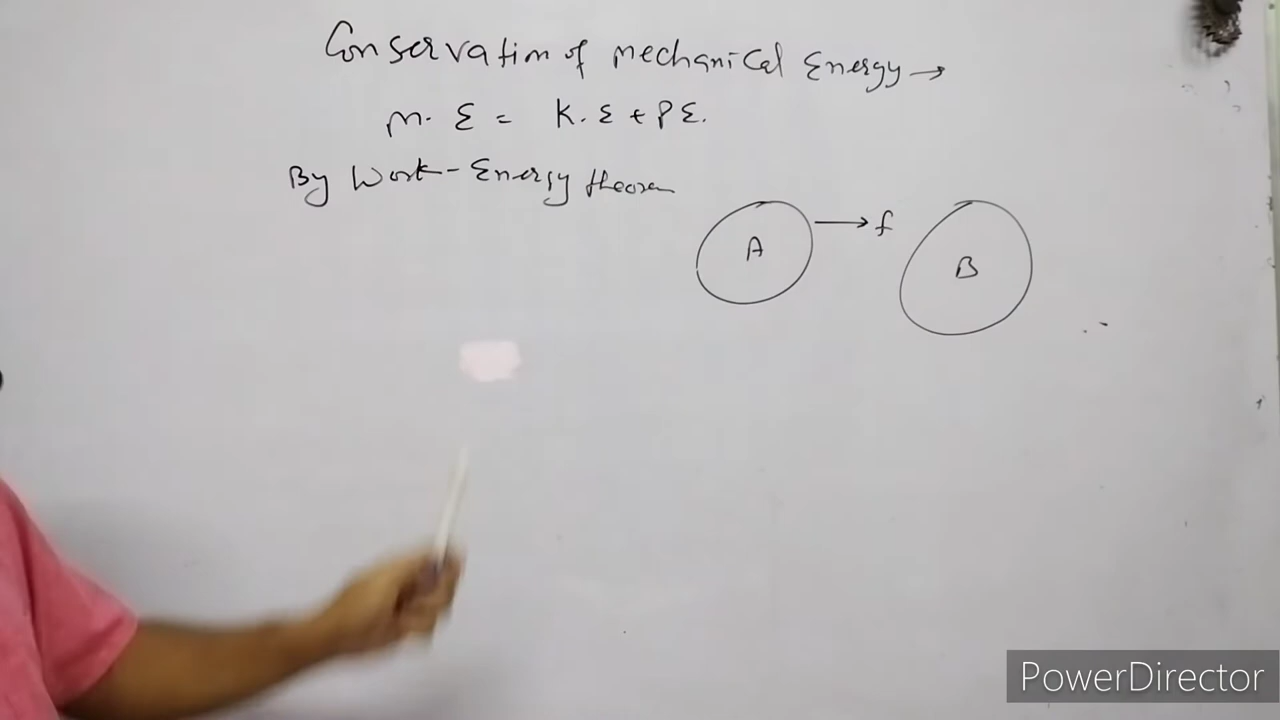 Conservation of mechanical Energy →
M. E = K. E + P E.
By Work-Energy theorem
A → f B
PowerDirector